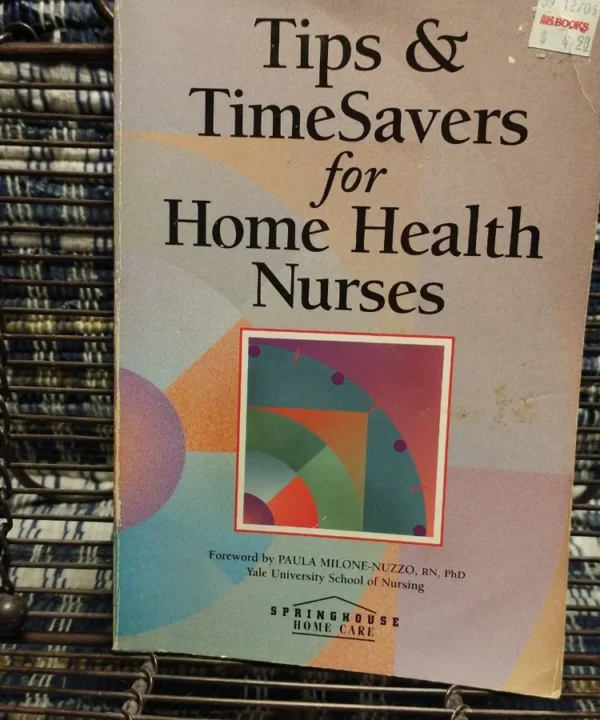 BOOKS
$ 4.98
Tips &
TimeSavers
for
Home Health
Nurses
Foreword by PAULA MILONE-NUZZO, RN, PhD
Yale University School of Nursing
SPRINGHOUSE
HOME CARE